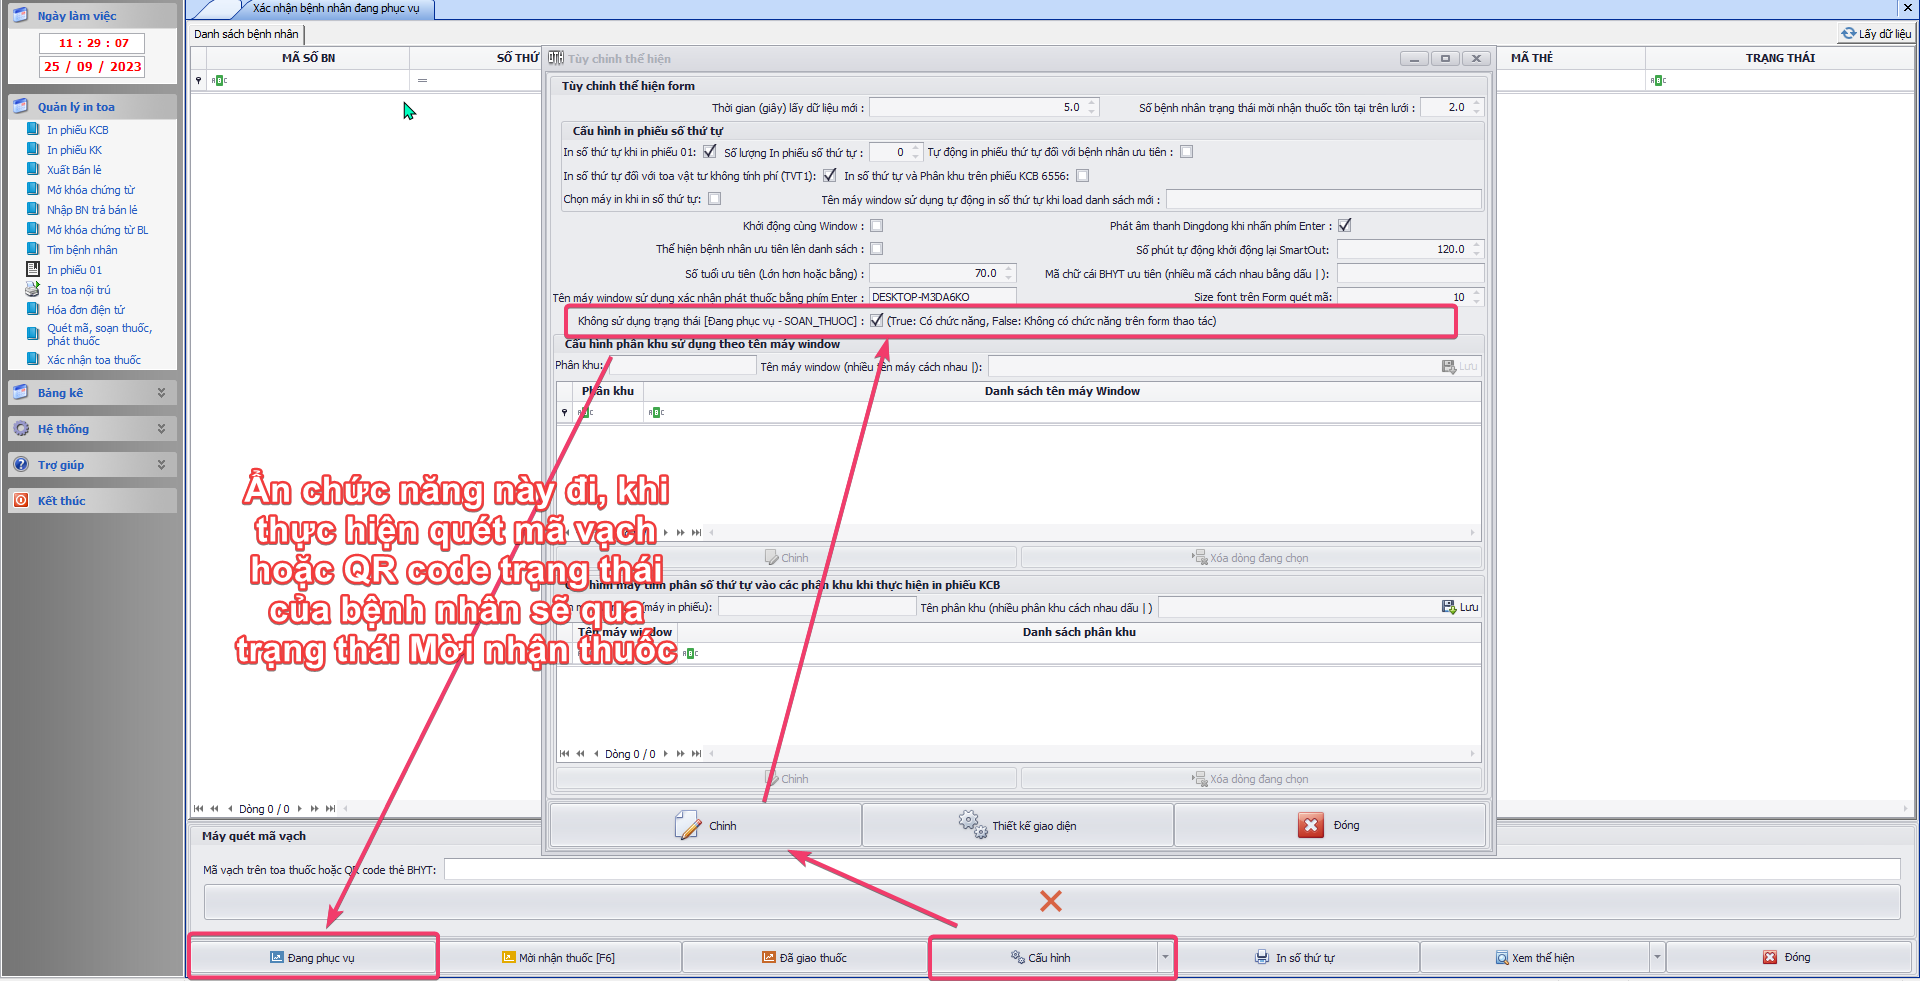 Ngày làm việc
11 : 29 : 07
25 / 09 / 2023
Quản lý in toa
In phiếu KCB
In phiếu KK
Xuất Bán lẻ
Mở khóa chứng từ
Nhập BN trả bán lẻ
Mở khóa chứng từ BL
Tìm bệnh nhân
In phiếu 01
In toa nội trú
Hóa đơn điện tử
Quét mã, soạn thuốc,
phát thuốc
Xác nhận toa thuốc
Bảng kê
Hệ thống
Trợ giúp
Kết thúc
Xác nhận bệnh nhân đang phục vụ
Danh sách bệnh nhân
Lấy dữ liệu
MÃ SỐ BN
SỐ THỨ
MÃ THẺ
TRẠNG THÁI
Tùy chỉnh thể hiện
Tùy chỉnh thể hiện form
Thời gian (giây) lấy dữ liệu mới : 5.0
Số bệnh nhân trạng thái mời nhận thuốc tồn tại trên lưới : 2.0
Cấu hình in phiếu số thứ tự
In số thứ tự khi in phiếu 01:
Số lượng In phiếu số thứ tự : 0
Tự động in phiếu thứ tự đối với bệnh nhân ưu tiên :
In số thứ tự đối với toa vật tư không tính phí (TVT1):
In số thứ tự và Phân khu trên phiếu KCB 6556:
Chọn máy in khi in số thứ tự:
Tên máy window sử dụng tự động in số thứ tự khi load danh sách mới :
Khởi động cùng Window :
Phát âm thanh Dingdong khi nhấn phím Enter :
Thể hiện bệnh nhân ưu tiên lên danh sách :
Số phút tự động khởi động lại SmartOut: 120.0
Số tuổi ưu tiên (Lớn hơn hoặc bằng) : 70.0
Mã chữ cái BHYT ưu tiên (nhiều mã cách nhau bằng dấu | ):
Tên máy window sử dụng xác nhận phát thuốc bằng phím Enter : DESKTOP-M3DA6KO
Size font trên Form quét mã: 10
Không sử dụng trạng thái [Đang phục vụ - SOAN_THUOC] : (True: Có chức năng, False: Không có chức năng trên form thao tác)
Cấu hình phân khu sử dụng theo tên máy window
Phân khu:
Tên máy window (nhiều tên máy cách nhau |):
Lưu
Phân khu
Danh sách tên máy Window
Chỉnh
Xóa dòng đang chọn
hình máy tính phân số thứ tự vào các phân khu khi thực hiện in phiếu KCB
(máy in phiếu):
Tên phân khu (nhiều phân khu cách nhau dấu | )
Lưu
Tên máy window
Danh sách phân khu
Dòng 0 / 0
Chỉnh
Xóa dòng đang chọn
Chỉnh
Thiết kế giao diện
Đóng
Ẩn chức năng này đi, khi
thực hiện quét mã vạch
hoặc QR code trạng thái
của bệnh nhân sẽ qua
trạng thái Mời nhận thuốc
Dòng 0 / 0
Máy quét mã vạch
Mã vạch trên toa thuốc hoặc QR code thẻ BHYT:
Đang phục vụ
Mời nhận thuốc [F6]
Đã giao thuốc
Cấu hình
In số thứ tự
Xem thể hiện
Đóng